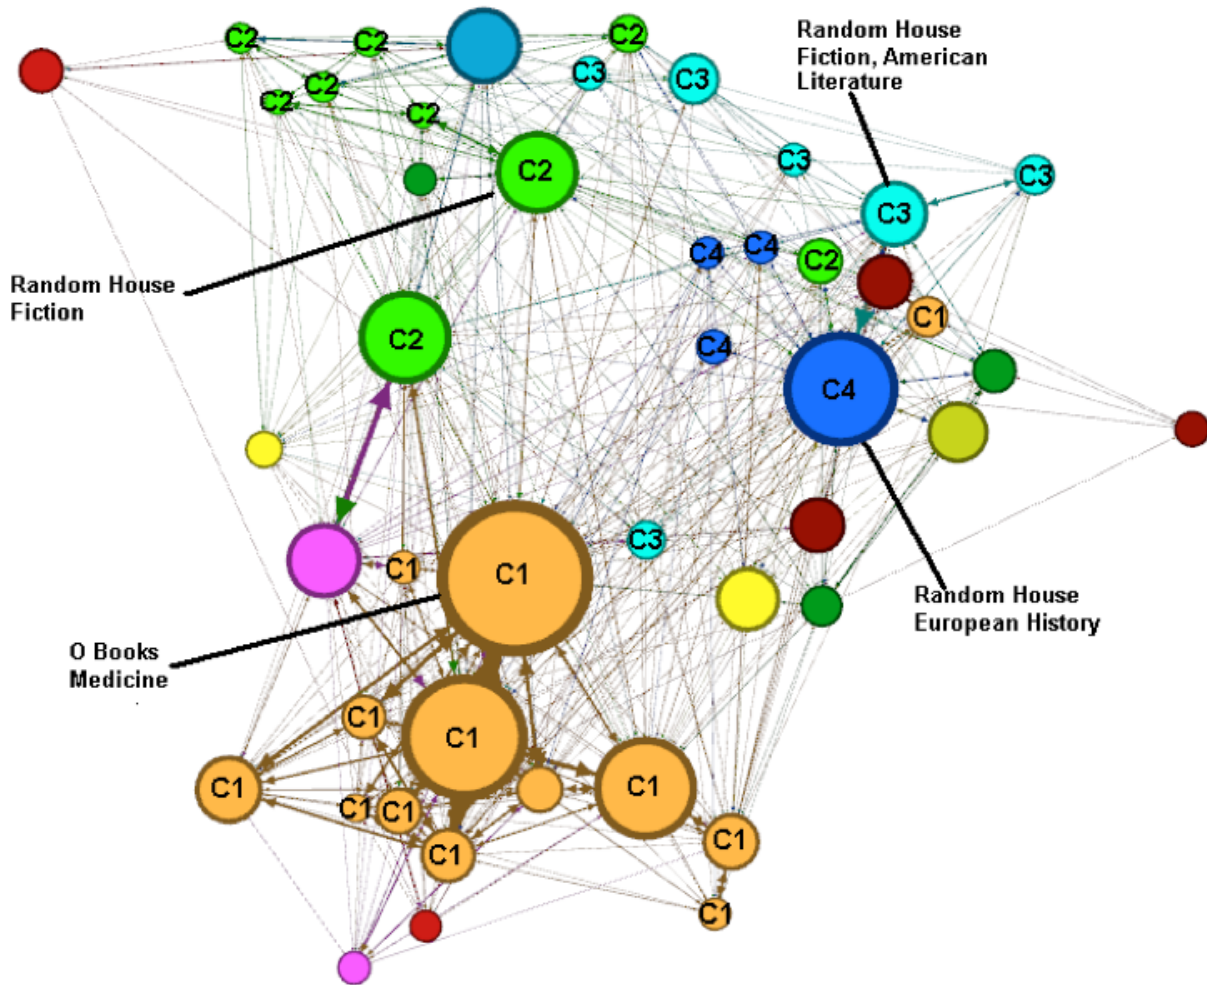 Random House
Fiction, American
Literature
C2
C2
C2
C3
C3
C2
C2
C2
C3
C2
C3
C3
C4
C4
C2
Random House
Fiction
C1
C2
C4
C4
C3
C1
C1
Random House
European History
O Books
Medicine
C1
C1
C1
C1
C1
C1
C1
C1
C1